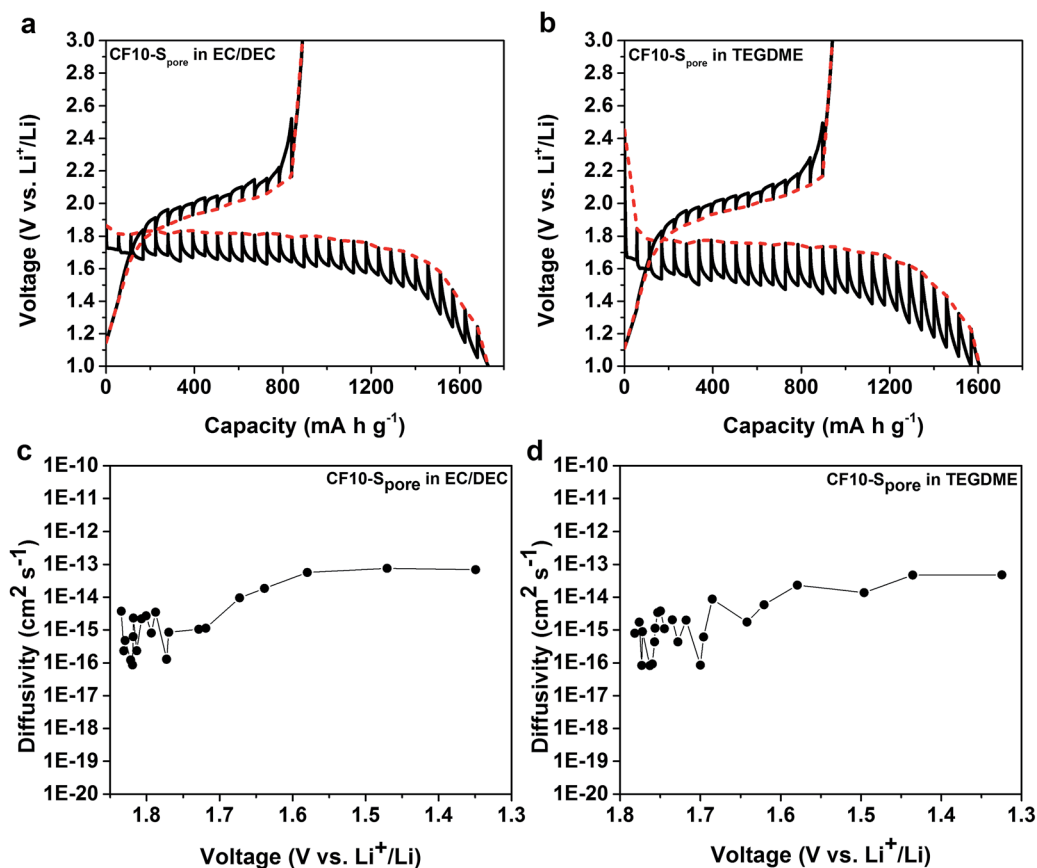 a
CF10-Spore in EC/DEC
3.0
2.8
2.6
2.4
2.2
2.0
1.8
1.6
1.4
1.2
1.0
Voltage (V vs. Li+/Li)
0 400 800 1200 1600
Capacity (mA h g-1)
b
CF10-Spore in TEGDME
3.0
2.8
2.6
2.4
2.2
2.0
1.8
1.6
1.4
1.2
1.0
Voltage (V vs. Li+/Li)
0 400 800 1200 1600
Capacity (mA h g-1)
c
CF10-Spore in EC/DEC
1E-10
1E-11
1E-12
1E-13
1E-14
1E-15
1E-16
1E-17
1E-18
1E-19
1E-20
Diffusivity (cm2 s-1)
1.8 1.7 1.6 1.5 1.4 1.3
Voltage (V vs. Li+/Li)
d
CF10-Spore in TEGDME
1E-10
1E-11
1E-12
1E-13
1E-14
1E-15
1E-16
1E-17
1E-18
1E-19
1E-20
Diffusivity (cm2 s-1)
1.8 1.7 1.6 1.5 1.4 1.3
Voltage (V vs. Li+/Li)